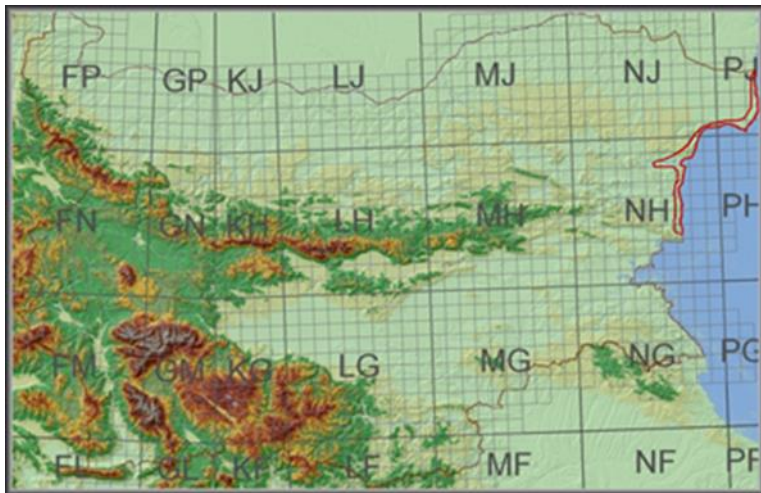 FP GP KJ LJ MJ NJ PJ
FN GN KH LH MH NH PH
FM GM KG LG MG NG PG
FL GL KF LF MF NF PF